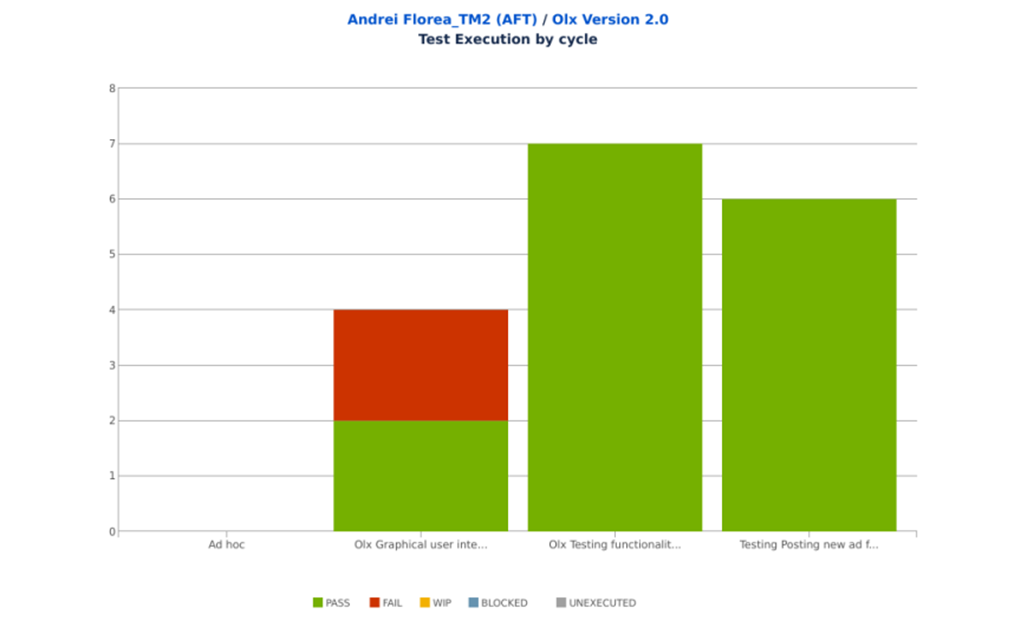 Andrei Florea_TM2 (AFT) / Olx Version 2.0
Test Execution by cycle
8
7
6
5
4
3
2
1
0
Ad hoc
Olx Graphical user inte...
Olx Testing functionalit...
Testing Posting new ad f...
PASS
FAIL
WIP
BLOCKED
UNEXECUTED